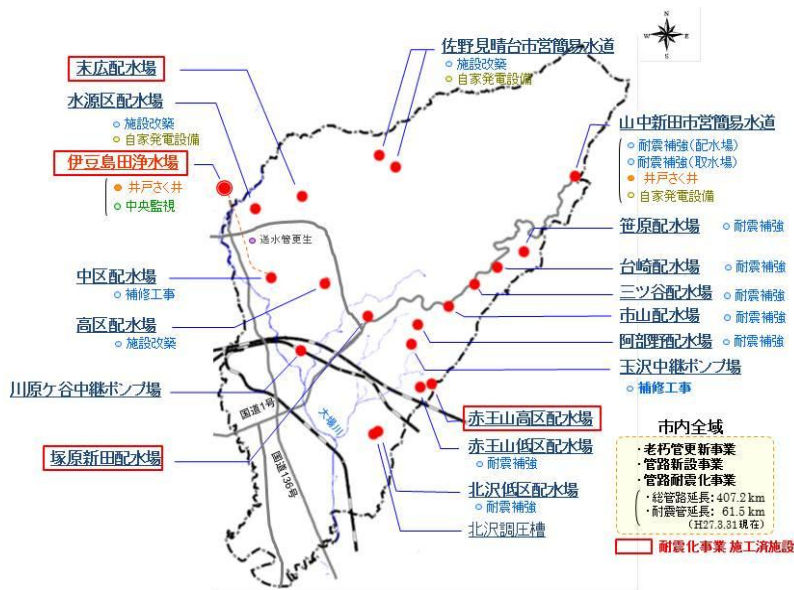 佐野見晴台市営簡易水道
施設改築
自家発電設備
N
W
E
S
末広配水場
水源区配水場
施設改築
自家発電設備
伊豆島田浄水場
井戸さく井
中央監視
山中新田市営簡易水道
耐震補強(配水場)
耐震補強(取水場)
井戸さく井
自家発電設備
送水管更生
笹原配水場
耐震補強
台崎配水場
耐震補強
三ツ谷配水場
耐震補強
市山配水場
耐震補強
阿部野配水場
耐震補強
玉沢中継ポンプ場
補修工事
中区配水場
補修工事
高区配水場
施設改築
川原ケ谷中継ポンプ場
国道1号
大場川
国道136号
塚原新田配水場
赤王山高区配水場
赤王山低区配水場
耐震補強
北沢低区配水場
耐震補強
北沢調圧槽
市内全域
・老朽管更新事業
・管路新設事業
・管路耐震化事業
・総管路延長:407.2km
・耐震管延長: 61.5km
(H27.3.31現在)
耐震化事業 施工済施設